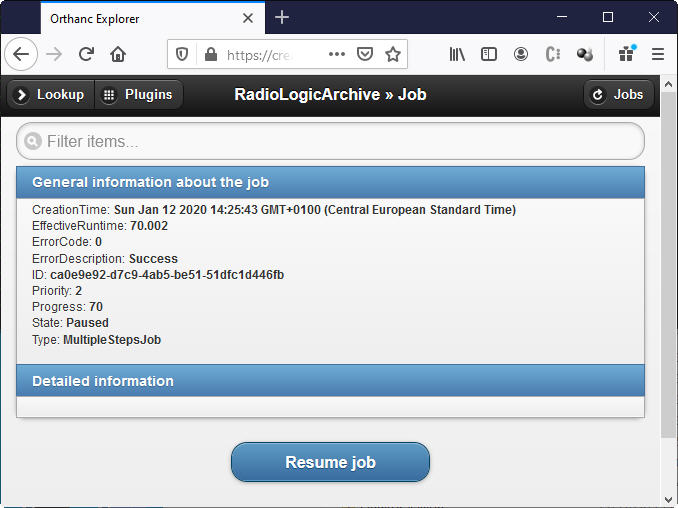 Orthanc Explorer
https://cre
Lookup
Plugins
RadioLogicArchive » Job
Jobs
Filter items...
General information about the job
CreationTime: Sun Jan 12 2020 14:25:43 GMT+0100 (Central European Standard Time)
EffectiveRuntime: 70.002
ErrorCode: 0
ErrorDescription: Success
ID: ca0e9e92-d7c9-4ab5-be51-51dfc1d446fb
Priority: 2
Progress: 70
State: Paused
Type: MultipleStepsJob
Detailed information
Resume job